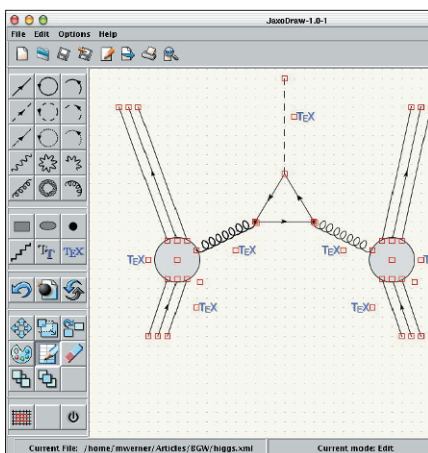 JaxoDraw-1.0-1
File Edit Options Help
TEX
TEX TEX TEX T
TT TEX
TEX TEX
Current File: /home/mwerner/Articles/BGW/higgs.xml Current mode: Edit